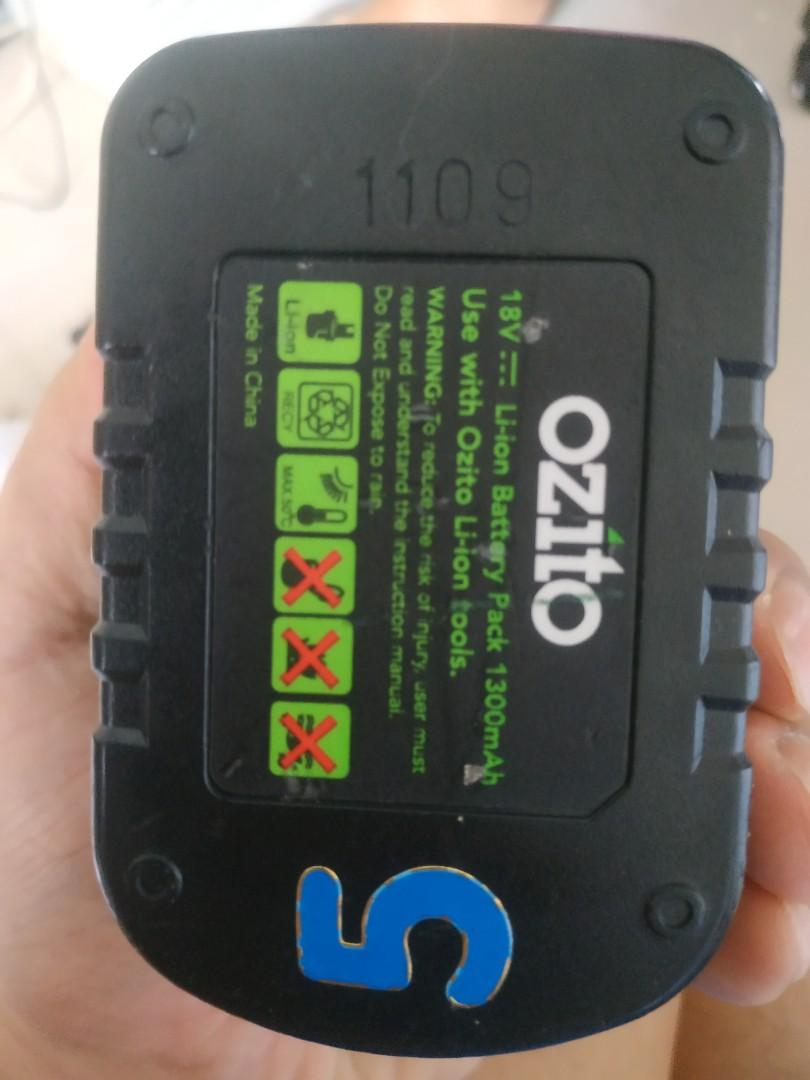 1109
ozito
18V Li-ion Battery Pack 1300mAh
Use with Ozito Li-ion tools.
WARNING: To reduce the risk of injury, user must
read and understand the instruction manual.
Do Not Expose to rain.
Li-ion
RECY
MAX.50°C
Made in China
5